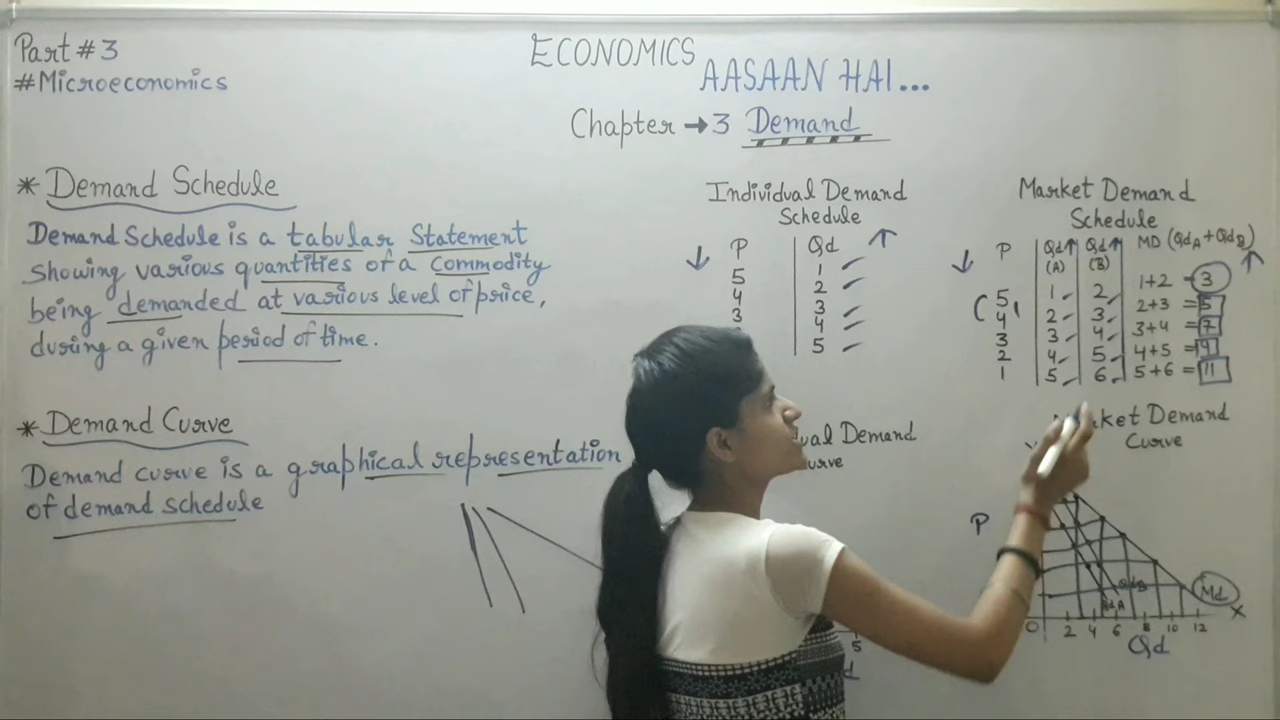 Part # 3
#Microeconomics
ECONOMICS
AASAAN HAI...
Chapter → 3 Demand
* Demand Schedule
Demand Schedule is a tabular Statement
showing various quantities of a commodity
being demanded at various level of price,
during a given period of time.
* Demand Curve
Demand curve is a graphical representation
of demand schedule
Individual Demand
Schedule
↓ P Qd ↑
5 1
4 2
3 3
4
5
Demand
Market Demand
Schedule
↓ P Qd↑ Qd↑ MD (QdA+QdB) ↑
(A) (B)
5 1 2 1+2 = 3
4 2 3 2+3 = 5
3 3 4 3+4 = 7
2 4 5 4+5 = 9
1 5 6 5+6 = 11
Demand
Curve
P
QdB
QdA
Md
X
O 2 4 6 8 10 12
Qd
5